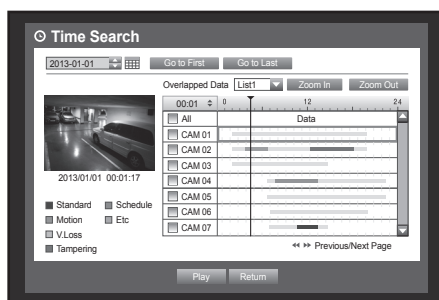 Time Search
2013-01-01 Go to First Go to Last
Overlapped Data List1 Zoom In Zoom Out
00:01 0 12 24
All Data
CAM 01
CAM 02
CAM 03
CAM 04
CAM 05
CAM 06
CAM 07
2013/01/01 00:01:17
Standard Schedule
Motion Etc
V.Loss
Tampering
Previous/Next Page
Play Return